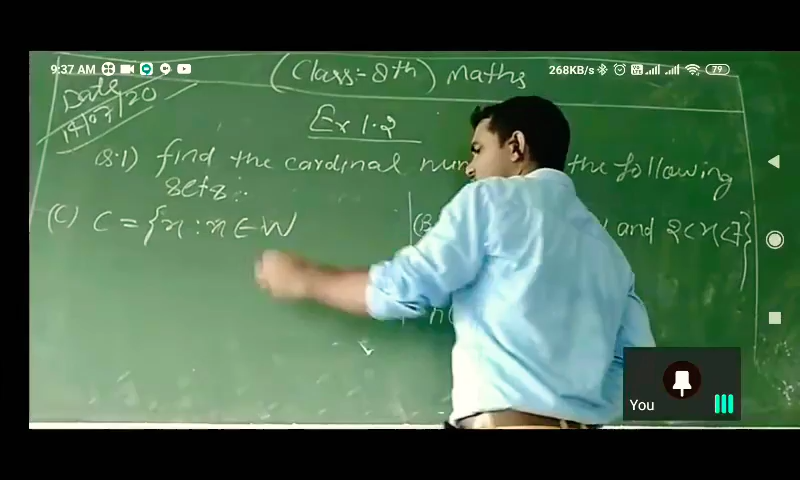 9:37 AM
268KB/s
79
(Class:- 8th) Maths
Date
14/07/20
Ex 1.2
Q.1) find the cardinal num the following
sets:-
(C) C = {x : x ∈ W
(B) and 2<x<7}
n(
You